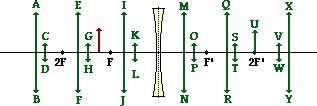 A E I M Q X
U
C G K O S V
2F F F' 2F'
D H L P T W
B F J N R Y